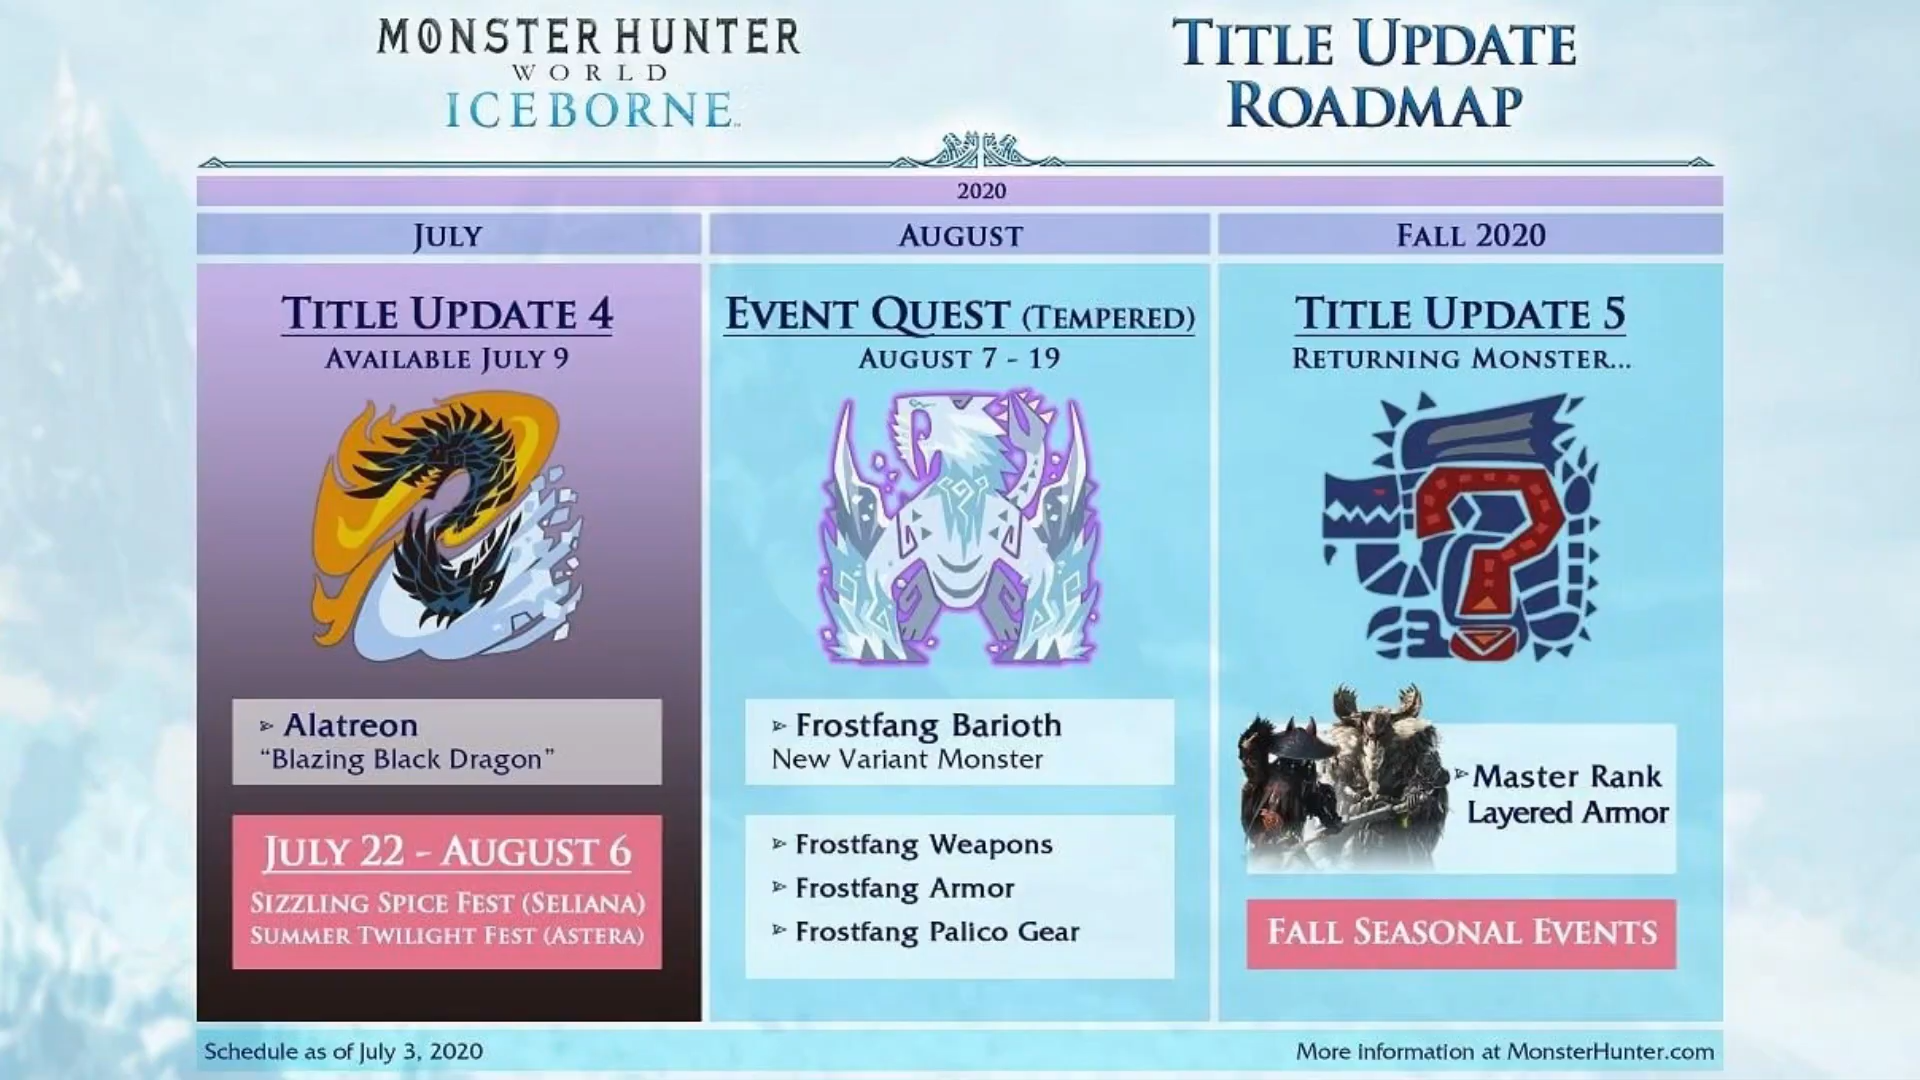 MONSTER HUNTER
WORLD
ICEBORNE™
TITLE UPDATE
ROADMAP
2020
JULY
AUGUST
FALL 2020
TITLE UPDATE 4
AVAILABLE JULY 9
➢ Alatreon
“Blazing Black Dragon”
JULY 22 - AUGUST 6
SIZZLING SPICE FEST (SELIANA)
SUMMER TWILIGHT FEST (ASTERA)
EVENT QUEST (TEMPERED)
AUGUST 7 - 19
➢ Frostfang Barioth
New Variant Monster
➢ Frostfang Weapons
➢ Frostfang Armor
➢ Frostfang Palico Gear
TITLE UPDATE 5
RETURNING MONSTER...
?
➢ Master Rank
Layered Armor
FALL SEASONAL EVENTS
Schedule as of July 3, 2020
More information at MonsterHunter.com